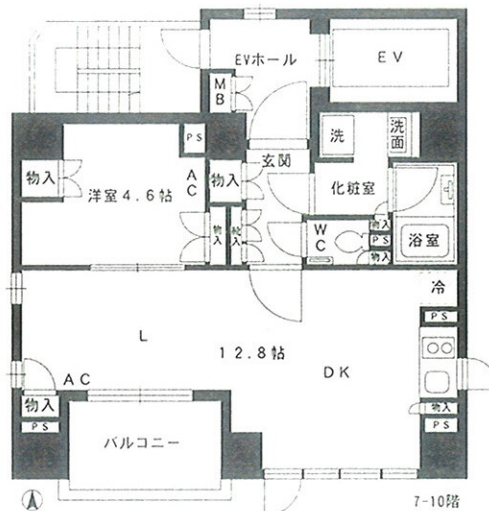 EVホール
EV
MB
PS
洗
洗面
玄関
物入
洋室4.6帖
AC
物入
化粧室
物入
物入
WC
物入
PS
物入
浴室
冷
PS
L
12.8帖
DK
AC
物入
PS
物入
PS
バルコニー
7-10階